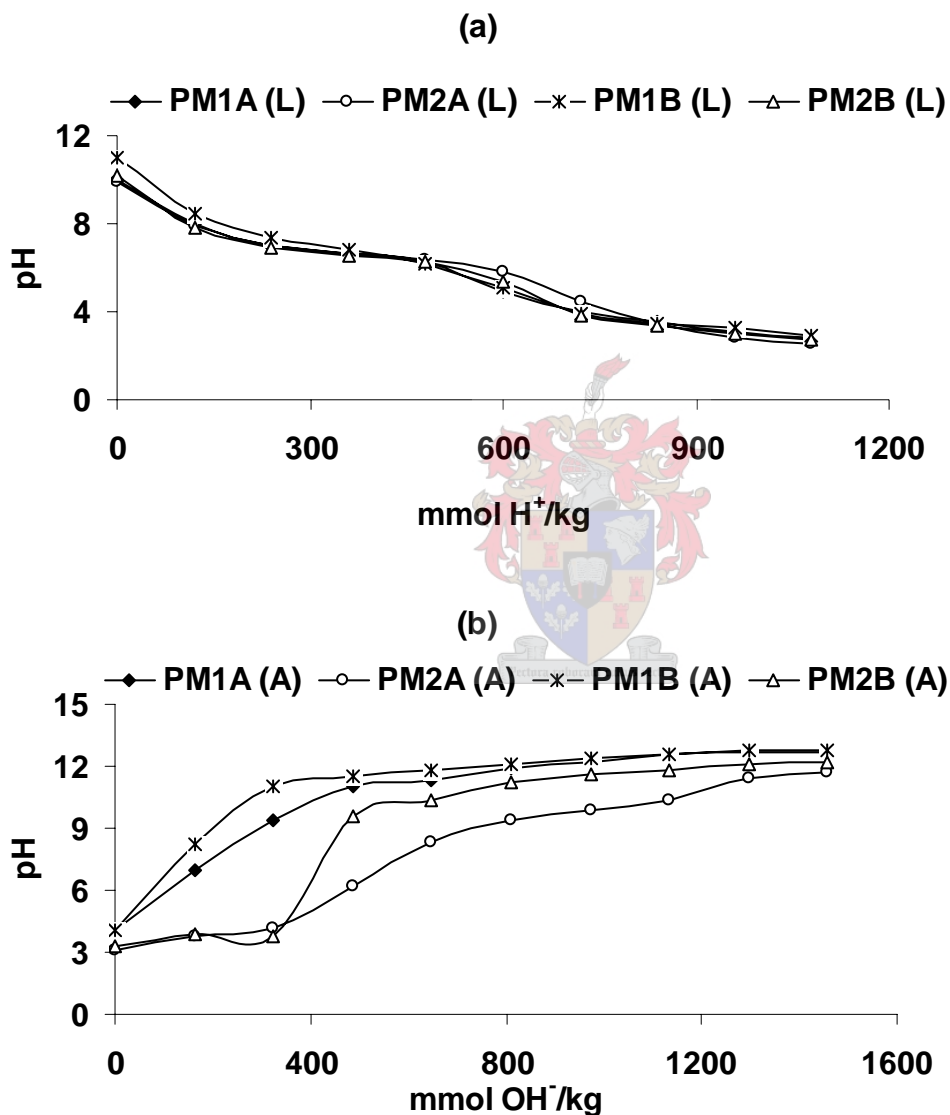 (a)
PM1A (L) PM2A (L) PM1B (L) PM2B (L)
12
8
4
0
pH
0 300 600 900 1200
mmol H⁺/kg
(b)
PM1A (A) PM2A (A) PM1B (A) PM2B (A)
15
12
9
6
3
0
pH
0 400 800 1200 1600
mmol OH⁻/kg